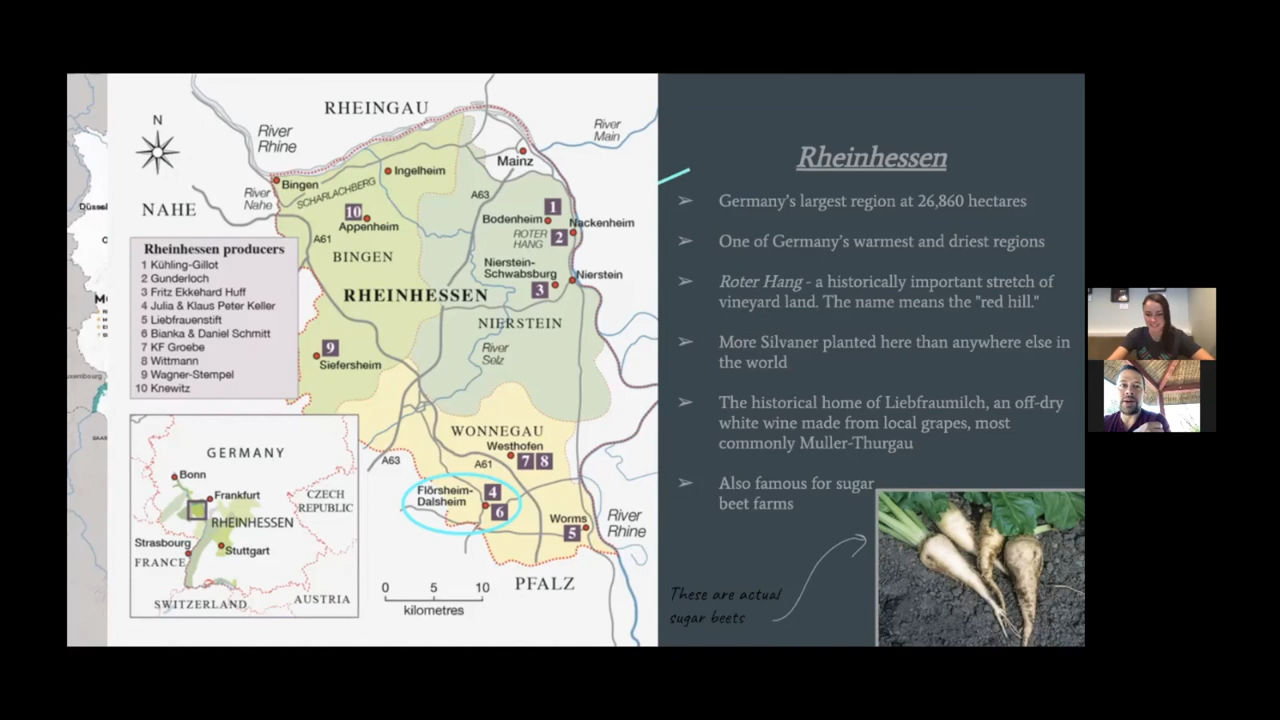 N
RHEINGAU
River
Rhine
River
Main
Mainz
Bingen
Ingelheim
River
Nahe
SCHARLACHBERG
A63
NAHE
10
Appenheim
1
Bodenheim
Nackenheim
ROTER
HANG
2
A61
BINGEN
Nierstein-
Schwabsburg
Nierstein
3
RHEINHESSEN
NIERSTEIN
River
Selz
9
Siefersheim
Rheinhessen producers
1 Kühling-Gillot
2 Gunderloch
3 Fritz Ekkehard Huff
4 Julia & Klaus Peter Keller
5 Liebfrauenstift
6 Bianka & Daniel Schmitt
7 KF Groebe
8 Wittmann
9 Wagner-Stempel
10 Knewitz
WONNEGAU
Westhofen
7 8
A63
A61
Flörsheim-
Dalsheim
4
6
Worms
5
River
Rhine
PFALZ
0 5 10
kilometres
GERMANY
Bonn
Frankfurt
CZECH
REPUBLIC
RHEINHESSEN
Strasbourg
Stuttgart
FRANCE
SWITZERLAND
AUSTRIA
Rheinhessen
➢ Germany's largest region at 26,860 hectares
➢ One of Germany's warmest and driest regions
➢ Roter Hang - a historically important stretch of
vineyard land. The name means the "red hill."
➢ More Silvaner planted here than anywhere else in
the world
➢ The historical home of Liebfraumilch, an off-dry
white wine made from local grapes, most
commonly Muller-Thurgau
➢ Also famous for sugar
beet farms
These are actual
sugar beets